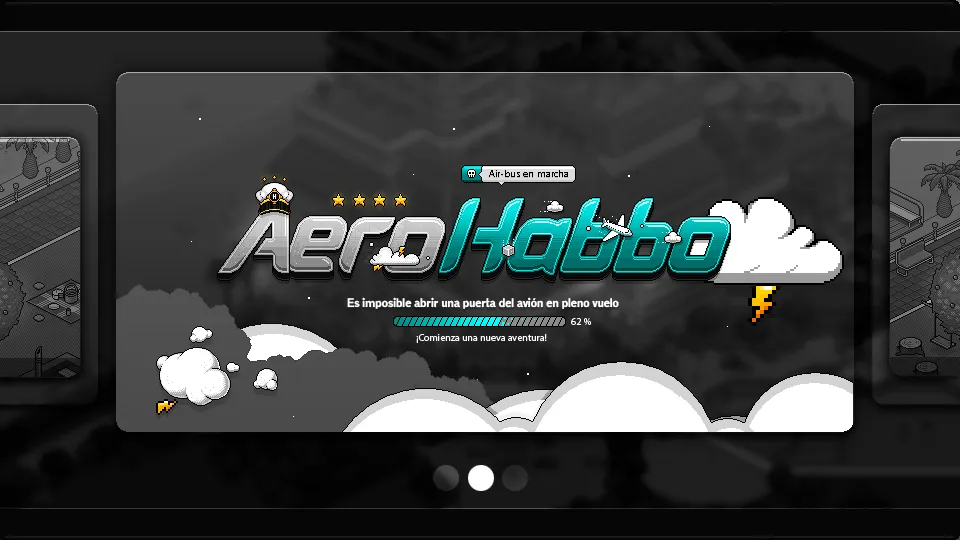 Air-bus en marcha
AeroHabbo
Es imposible abrir una puerta del avión en pleno vuelo
62 %
¡Comienza una nueva aventura!